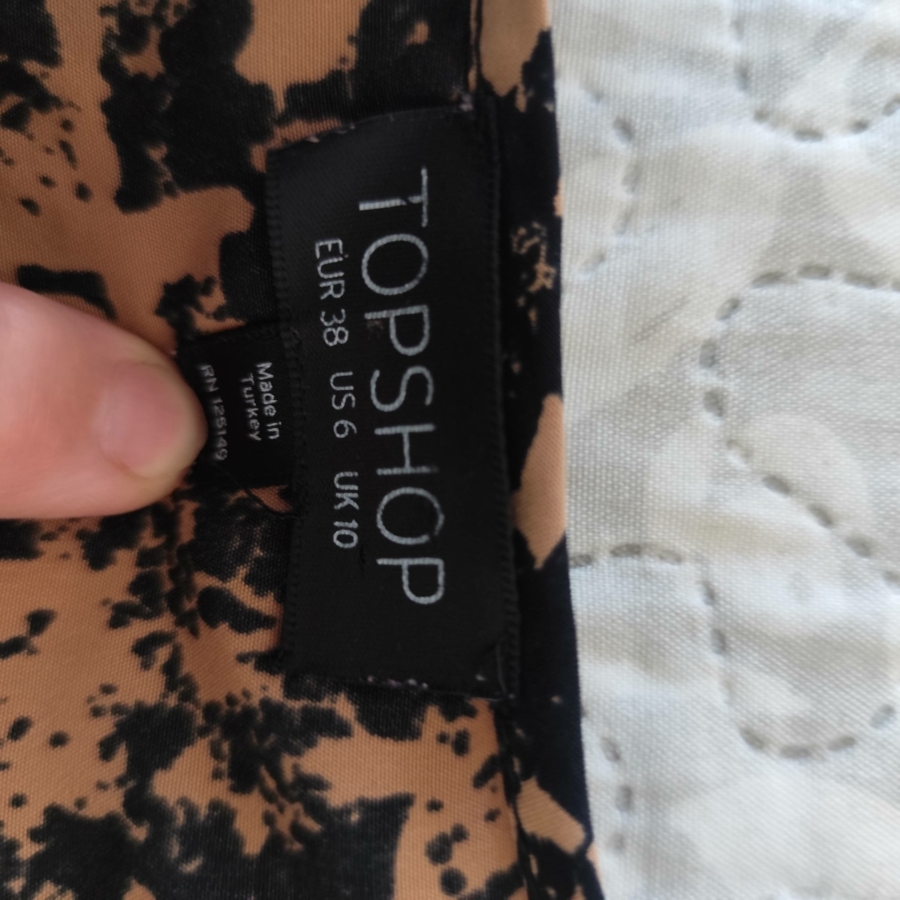 TOPSHOP
EUR 38 US 6 UK 10
Made in
Turkey
RN 125149